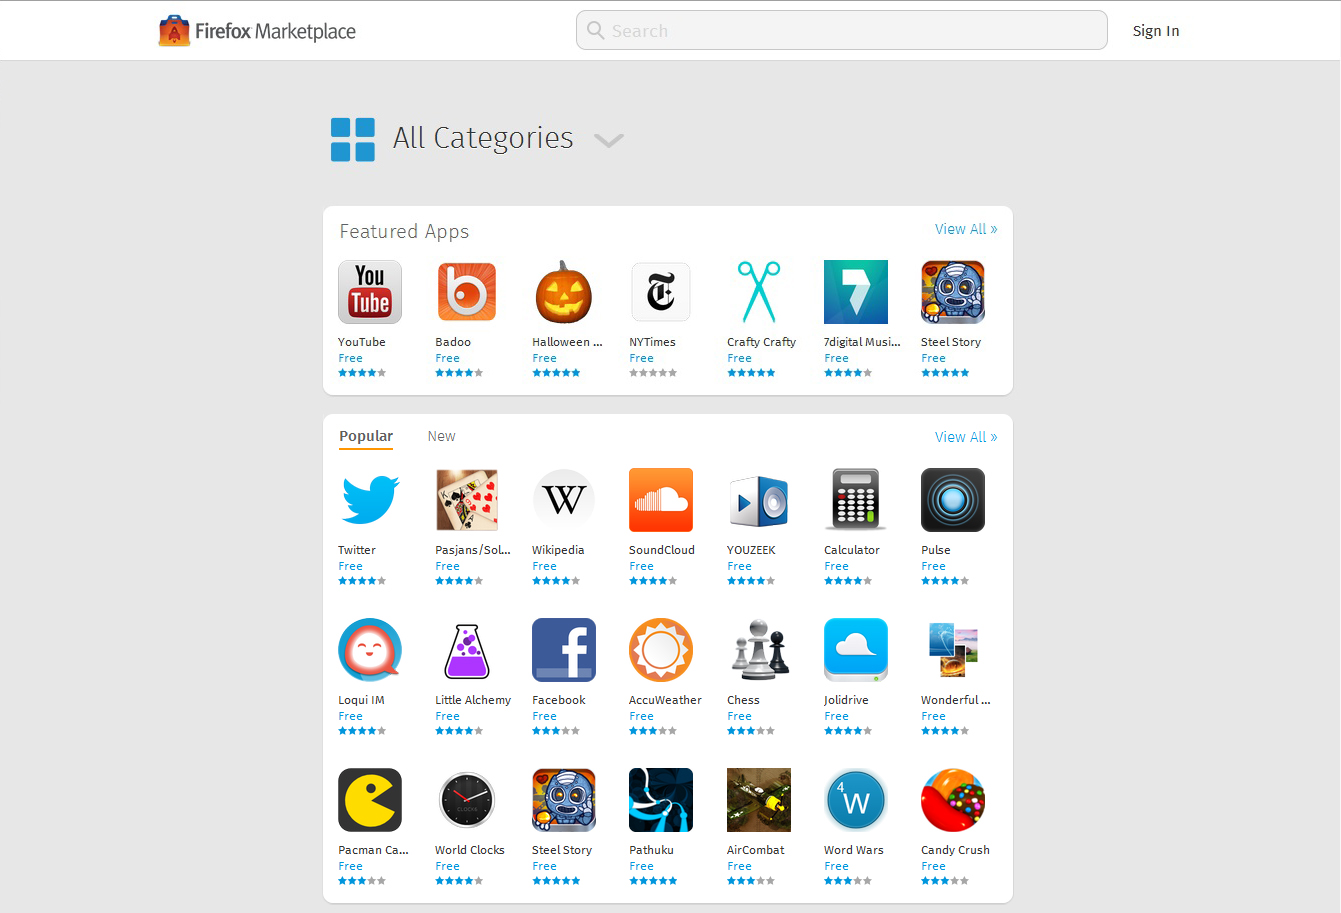 Firefox Marketplace
Search
Sign In
All Categories
Featured Apps
View All »
You
Tube
YouTube
Free
b
Badoo
Free
Halloween ...
Free
T
NYTimes
Free
Crafty Crafty
Free
7
7digital Musi...
Free
Steel Story
Free
Popular
New
View All »
Twitter
Free
Pasjans/Sol...
Free
W
Wikipedia
Free
SoundCloud
Free
YOUZEEK
Free
Calculator
Free
Pulse
Free
Loqui IM
Free
Little Alchemy
Free
f
Facebook
Free
AccuWeather
Free
Chess
Free
Jolidrive
Free
Wonderful ...
Free
Pacman Ca...
Free
World Clocks
Free
Steel Story
Free
Pathuku
Free
AirCombat
Free
4
W
Word Wars
Free
Candy Crush
Free